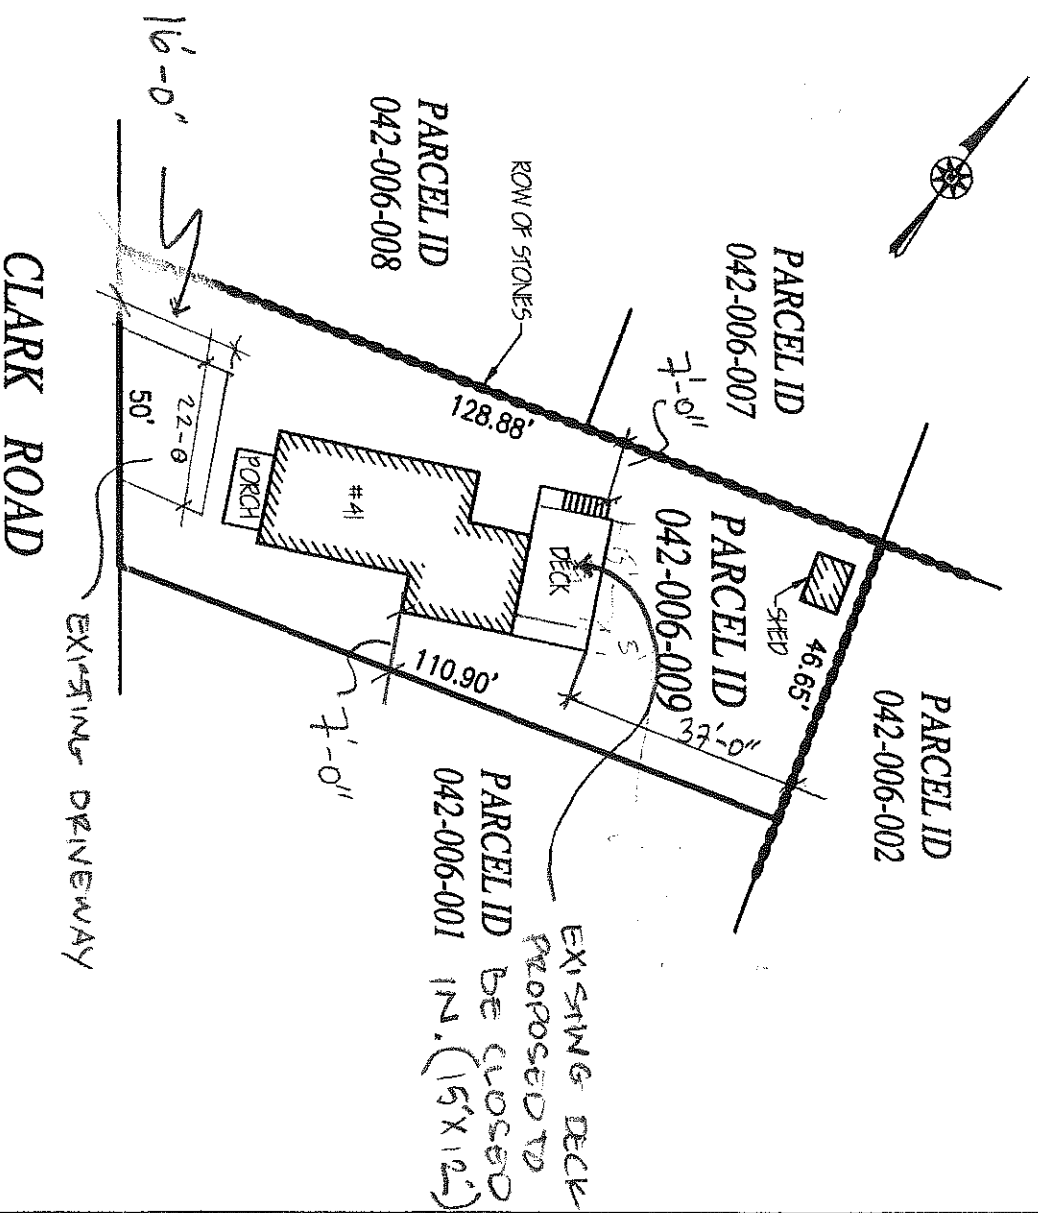 16'-0"
PARCEL ID
042-006-008
ROW OF STONES
PARCEL ID
042-006-007
7'-0"
128.88'
PARCEL ID
042-006-009
SHED
46.65'
PARCEL ID
042-006-002
50'
22-0
PORCH
#41
DECK
15'
37'-0"
110.90'
7'-0"
PARCEL ID
042-006-001
CLARK ROAD
EXISTING DRIVEWAY
EXISTING DECK
PROPOSED TO
BE CLOSED
IN. (15'X12')